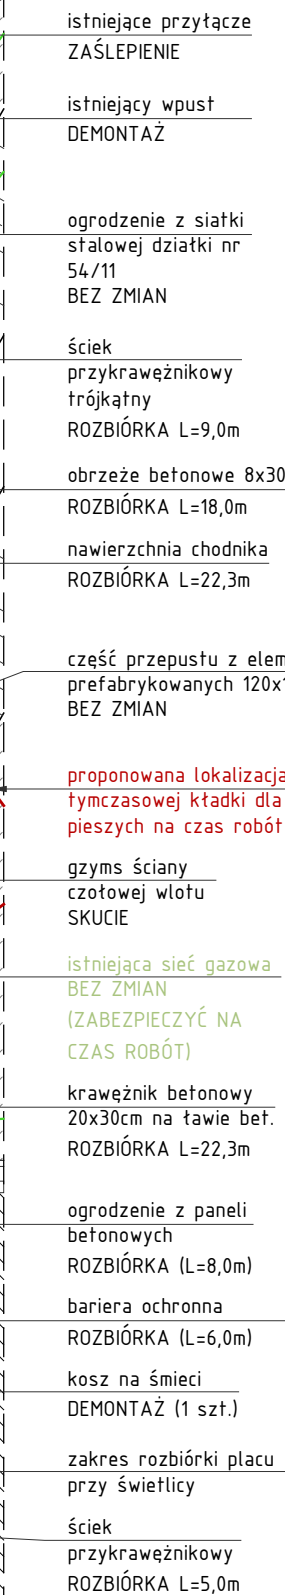 istniejące przyłącze
ZAŚLEPIENIE
istniejący wpust
DEMONTAŻ
ogrodzenie z siatki
stalowej działki nr
54/11
BEZ ZMIAN
ściek
przykrawężnikowy
trójkątny
ROZBIÓRKA L=9,0m
obrzeże betonowe 8x30
ROZBIÓRKA L=18,0m
nawierzchnia chodnika
ROZBIÓRKA L=22,3m
część przepustu z elem
prefabrykowanych 120x1
BEZ ZMIAN
proponowana lokalizacja
tymczasowej kładki dla
pieszych na czas robót
gzyms ściany
czołowej wlotu
SKUCIE
istniejąca sieć gazowa
BEZ ZMIAN
(ZABEZPIECZYĆ NA
CZAS ROBÓT)
krawężnik betonowy
20x30cm na ławie bet.
ROZBIÓRKA L=22,3m
ogrodzenie z paneli
betonowych
ROZBIÓRKA (L=8,0m)
bariera ochronna
ROZBIÓRKA (L=6,0m)
kosz na śmieci
DEMONTAŻ (1 szt.)
zakres rozbiórki placu
przy świetlicy
ściek
przykrawężnikowy
ROZBIÓRKA L=5,0m